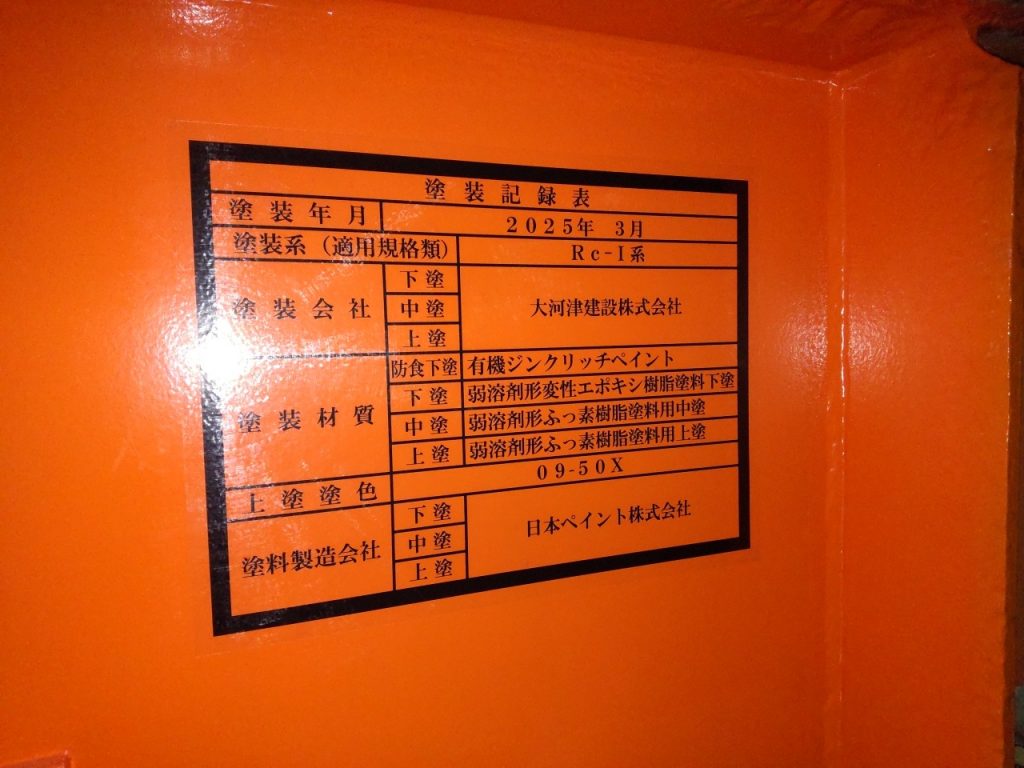 塗装記録表
塗装年月 2025年 3月
塗装系（適用規格類） Rc-I系
塗装会社 下塗 中塗 上塗 大河津建設株式会社
塗装材質 防食下塗 有機ジンクリッチペイント
下塗 弱溶剤形変性エポキシ樹脂塗料下塗
中塗 弱溶剤形ふっ素樹脂塗料用中塗
上塗 弱溶剤形ふっ素樹脂塗料用上塗
上塗塗色 09-50X
塗料製造会社 下塗 中塗 上塗 日本ペイント株式会社